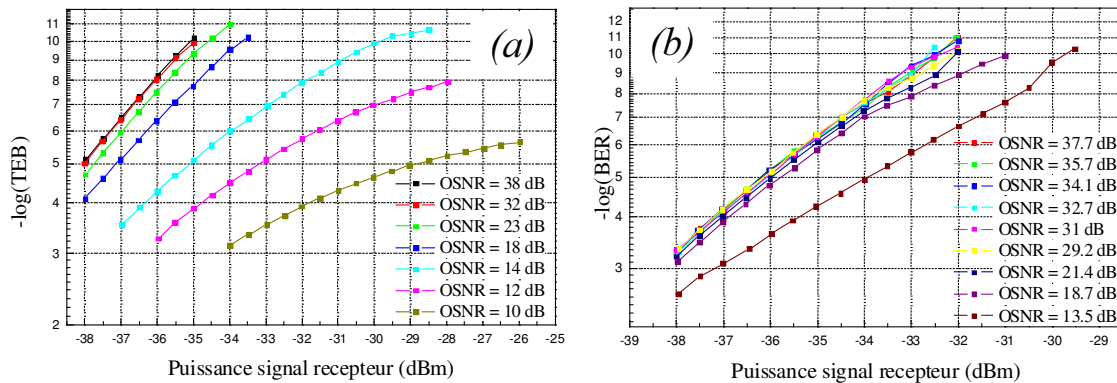 (a)
-log(TEB)
11
10
9
8
7
6
5
4
3
2
OSNR = 38 dB
OSNR = 32 dB
OSNR = 23 dB
OSNR = 18 dB
OSNR = 14 dB
OSNR = 12 dB
OSNR = 10 dB
-38 -37 -36 -35 -34 -33 -32 -31 -30 -29 -28 -27 -26 -25
Puissance signal recepteur (dBm)
(b)
-log(BER)
12
11
10
9
8
7
6
5
4
3
OSNR = 37.7 dB
OSNR = 35.7 dB
OSNR = 34.1 dB
OSNR = 32.7 dB
OSNR = 31 dB
OSNR = 29.2 dB
OSNR = 21.4 dB
OSNR = 18.7 dB
OSNR = 13.5 dB
-39 -38 -37 -36 -35 -34 -33 -32 -31 -30 -29
Puissance signal recepteur (dBm)